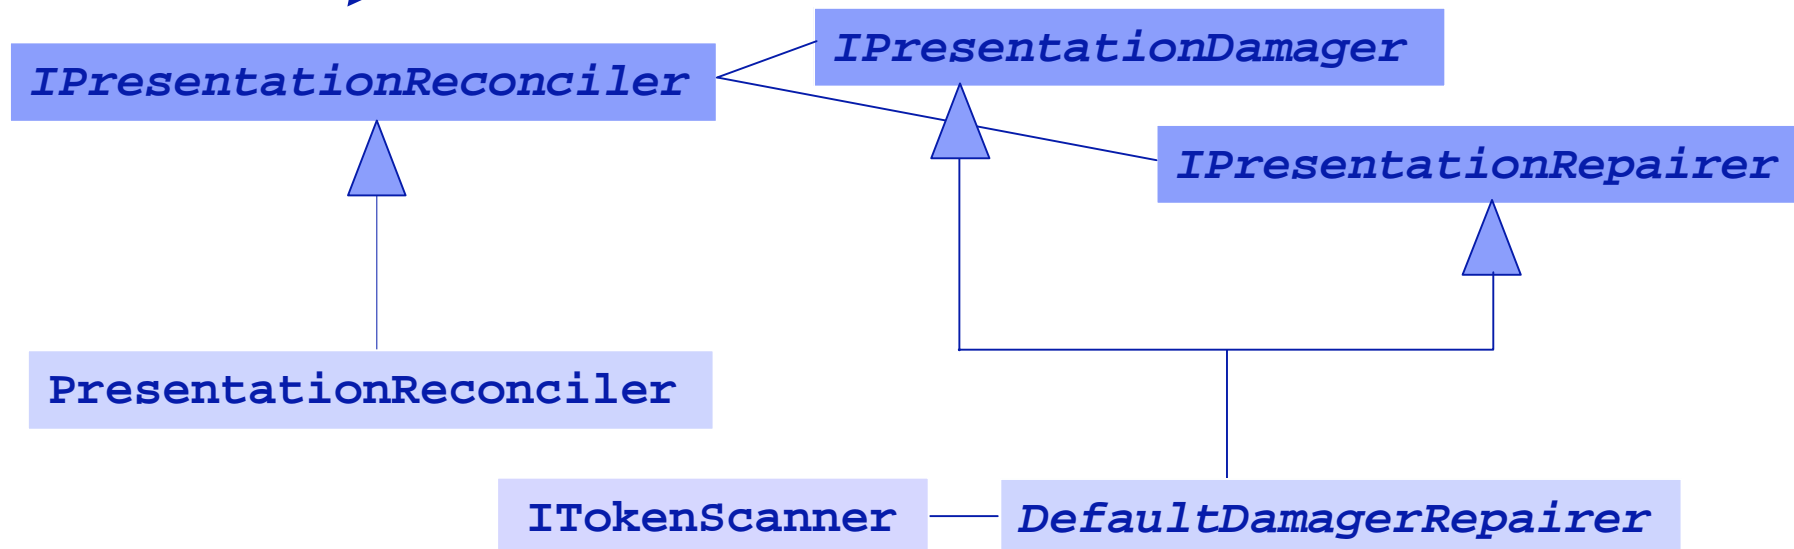 IPresentationDamager
IPresentationReconciler
IPresentationRepairer
PresentationReconciler
ITokenScanner
DefaultDamagerRepairer